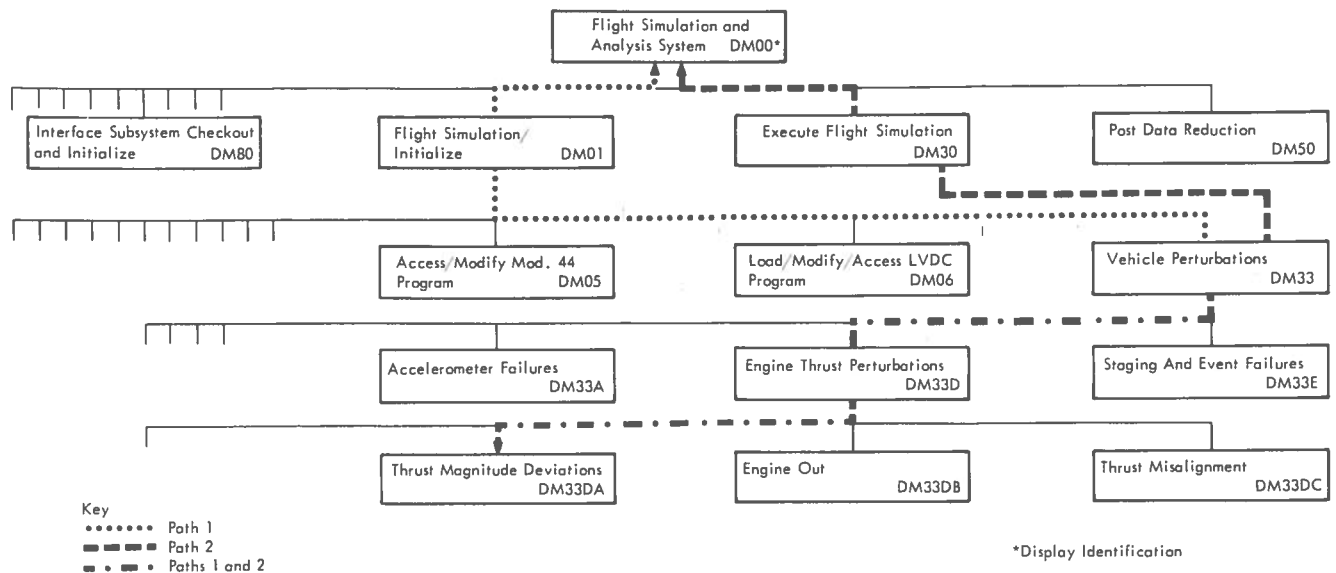 Flight Simulation and
Analysis System DM00*
Interface Subsystem Checkout
and Initialize DM80
Flight Simulation/
Initialize DM01
Execute Flight Simulation
DM30
Post Data Reduction
DM50
Access/Modify Mod. 44
Program DM05
Load/Modify/Access LVDC
Program DM06
Vehicle Perturbations
DM33
Accelerometer Failures
DM33A
Engine Thrust Perturbations
DM33D
Staging And Event Failures
DM33E
Thrust Magnitude Deviations
DM33DA
Engine Out
DM33DB
Thrust Misalignment
DM33DC
Key
Path 1
Path 2
Paths 1 and 2
*Display Identification